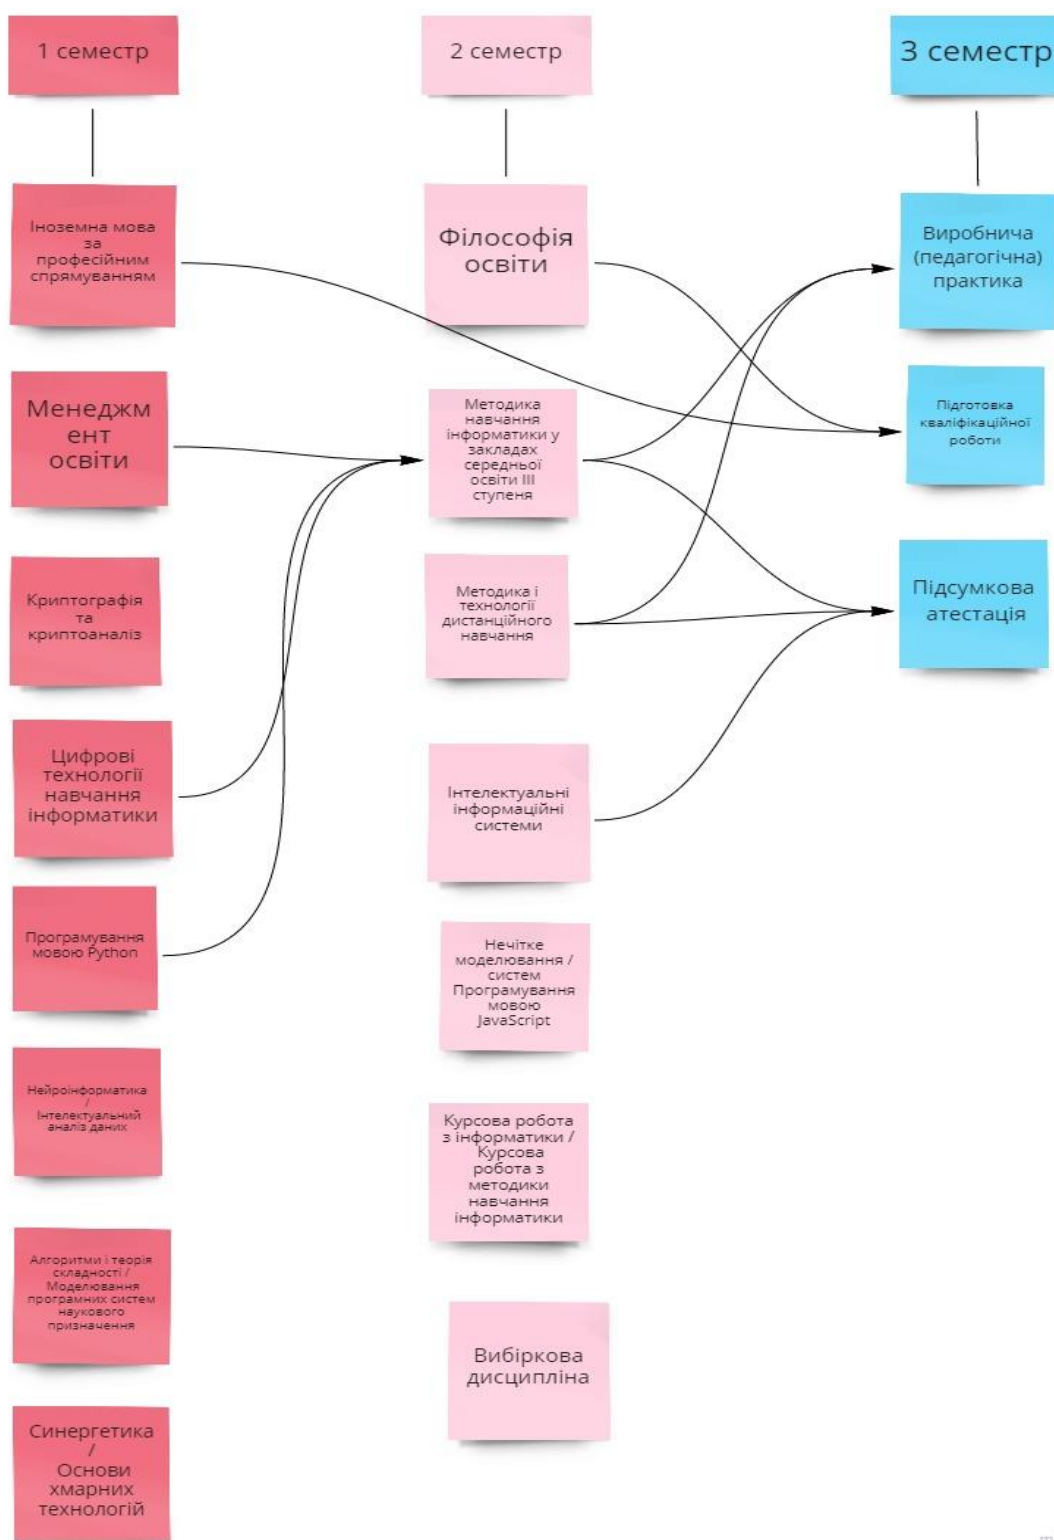 1 семестр
2 семестр
3 семестр
Іноземна мова
за
професійним
спрямуванням
Менеджм
ент
освіти
Криптографія
та
криптоаналіз
Цифрові
технології
навчання
інформатики
Програмування
мовою Python
Нейроінформатика
/
Інтелектуальний
аналіз даних
Алгоритми і теорія
складності /
Моделювання
програмних систем
наукового
призначення
Синергетика
/
Основи
хмарних
технологій
Філософія
освіти
Методика
навчання
інформатики у
закладах
середньої
освіти ІІІ
ступеня
Методика і
технології
дистанційного
навчання
Інтелектуальні
інформаційні
системи
Нечітке
моделювання /
систем
Програмування
мовою
JavaScript
Курсова робота
з інформатики /
Курсова
робота з
методики
навчання
інформатики
Вибіркова
дисципліна
Виробнича
(педагогічна)
практика
Підготовка
кваліфікаційної
роботи
Підсумкова
атестація